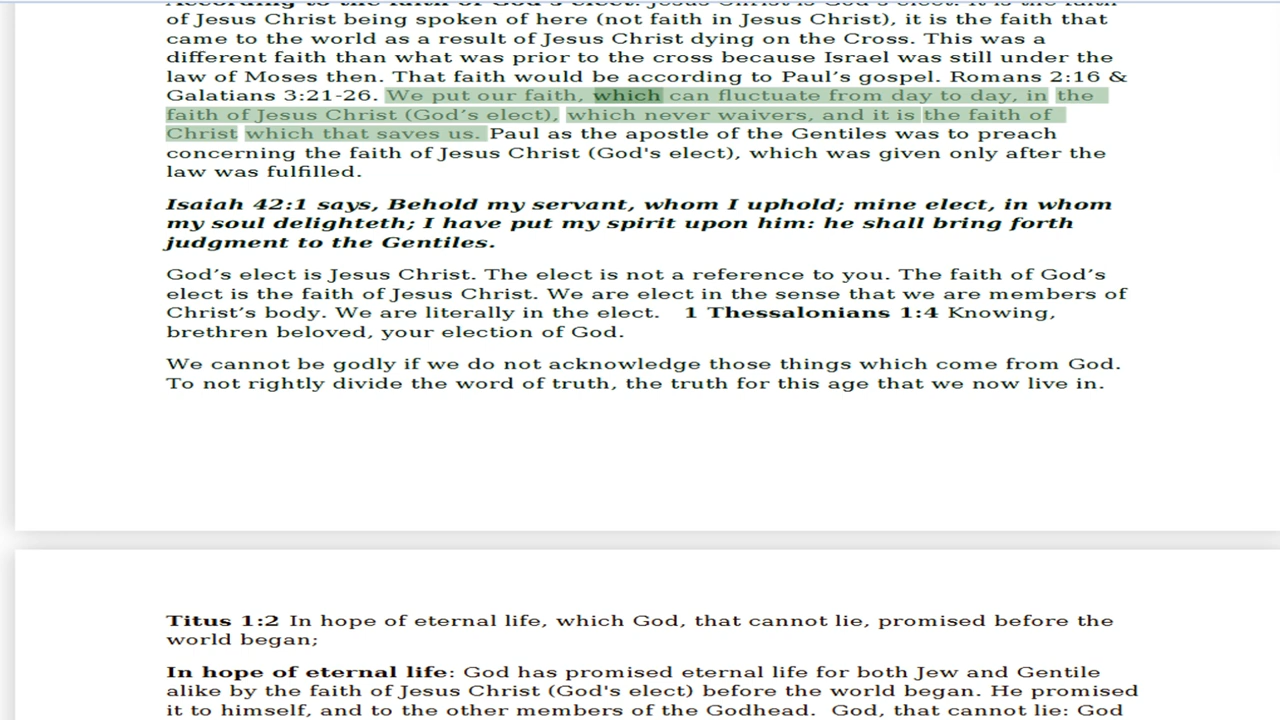 According to the faith of God's elect: Jesus Christ is God's elect. It is the faith
of Jesus Christ being spoken of here (not faith in Jesus Christ), it is the faith that
came to the world as a result of Jesus Christ dying on the Cross. This was a
different faith than what was prior to the cross because Israel was still under the
law of Moses then. That faith would be according to Paul's gospel. Romans 2:16 &
Galatians 3:21-26. We put our faith, which can fluctuate from day to day, in the
faith of Jesus Christ (God's elect), which never waivers, and it is the faith of
Christ which that saves us. Paul as the apostle of the Gentiles was to preach
concerning the faith of Jesus Christ (God's elect), which was given only after the
law was fulfilled.
Isaiah 42:1 says, Behold my servant, whom I uphold; mine elect, in whom
my soul delighteth; I have put my spirit upon him: he shall bring forth
judgment to the Gentiles.
God's elect is Jesus Christ. The elect is not a reference to you. The faith of God's
elect is the faith of Jesus Christ. We are elect in the sense that we are members of
Christ's body. We are literally in the elect. 1 Thessalonians 1:4 Knowing,
brethren beloved, your election of God.
We cannot be godly if we do not acknowledge those things which come from God.
To not rightly divide the word of truth, the truth for this age that we now live in.
Titus 1:2 In hope of eternal life, which God, that cannot lie, promised before the
world began;
In hope of eternal life: God has promised eternal life for both Jew and Gentile
alike by the faith of Jesus Christ (God's elect) before the world began. He promised
it to himself, and to the other members of the Godhead. God, that cannot lie: God